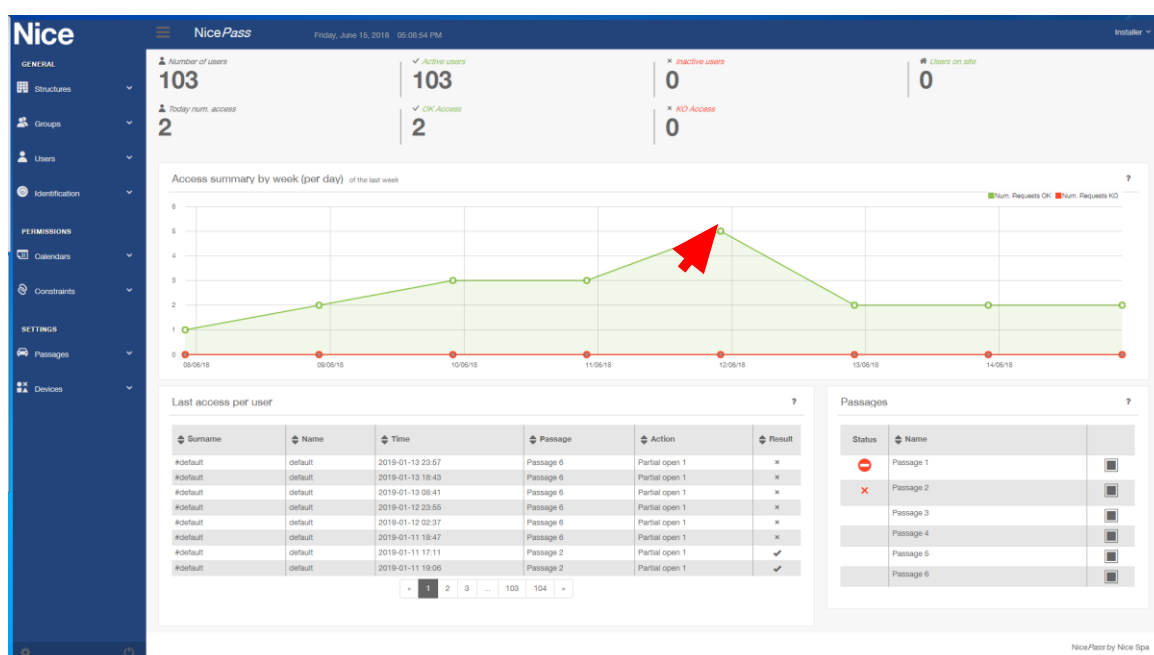 Nice
NicePass
Friday, June 15, 2018 05:08:54 PM
Installer
GENERAL
Structures
Groups
Users
Identification
PERMISSIONS
Calendars
Constraints
SETTINGS
Passages
Devices
Number of users
103
Active users
103
Inactive users
0
Users on site
0
Today num. access
2
OK Access
2
KO Access
0
Access summary by week (per day) of the last week ?
Num. Requests OK Num. Requests KO
6
5
4
3
2
1
0
08/06/18 09/06/18 10/06/18 11/06/18 12/06/18 13/06/18 14/06/18
Last access per user ?
Surname Name Time Passage Action Result
#default default 2019-01-13 23:57 Passage 6 Partial open 1
#default default 2019-01-13 18:43 Passage 6 Partial open 1
#default default 2019-01-13 08:41 Passage 6 Partial open 1
#default default 2019-01-12 23:55 Passage 6 Partial open 1
#default default 2019-01-12 02:37 Passage 6 Partial open 1
#default default 2019-01-11 18:47 Passage 6 Partial open 1
#default default 2019-01-11 17:11 Passage 2 Partial open 1
#default default 2019-01-11 19:06 Passage 2 Partial open 1
« 1 2 3 ... 103 104 »
Passages ?
Status Name
Passage 1
Passage 2
Passage 3
Passage 4
Passage 5
Passage 6
NicePass by Nice Spa